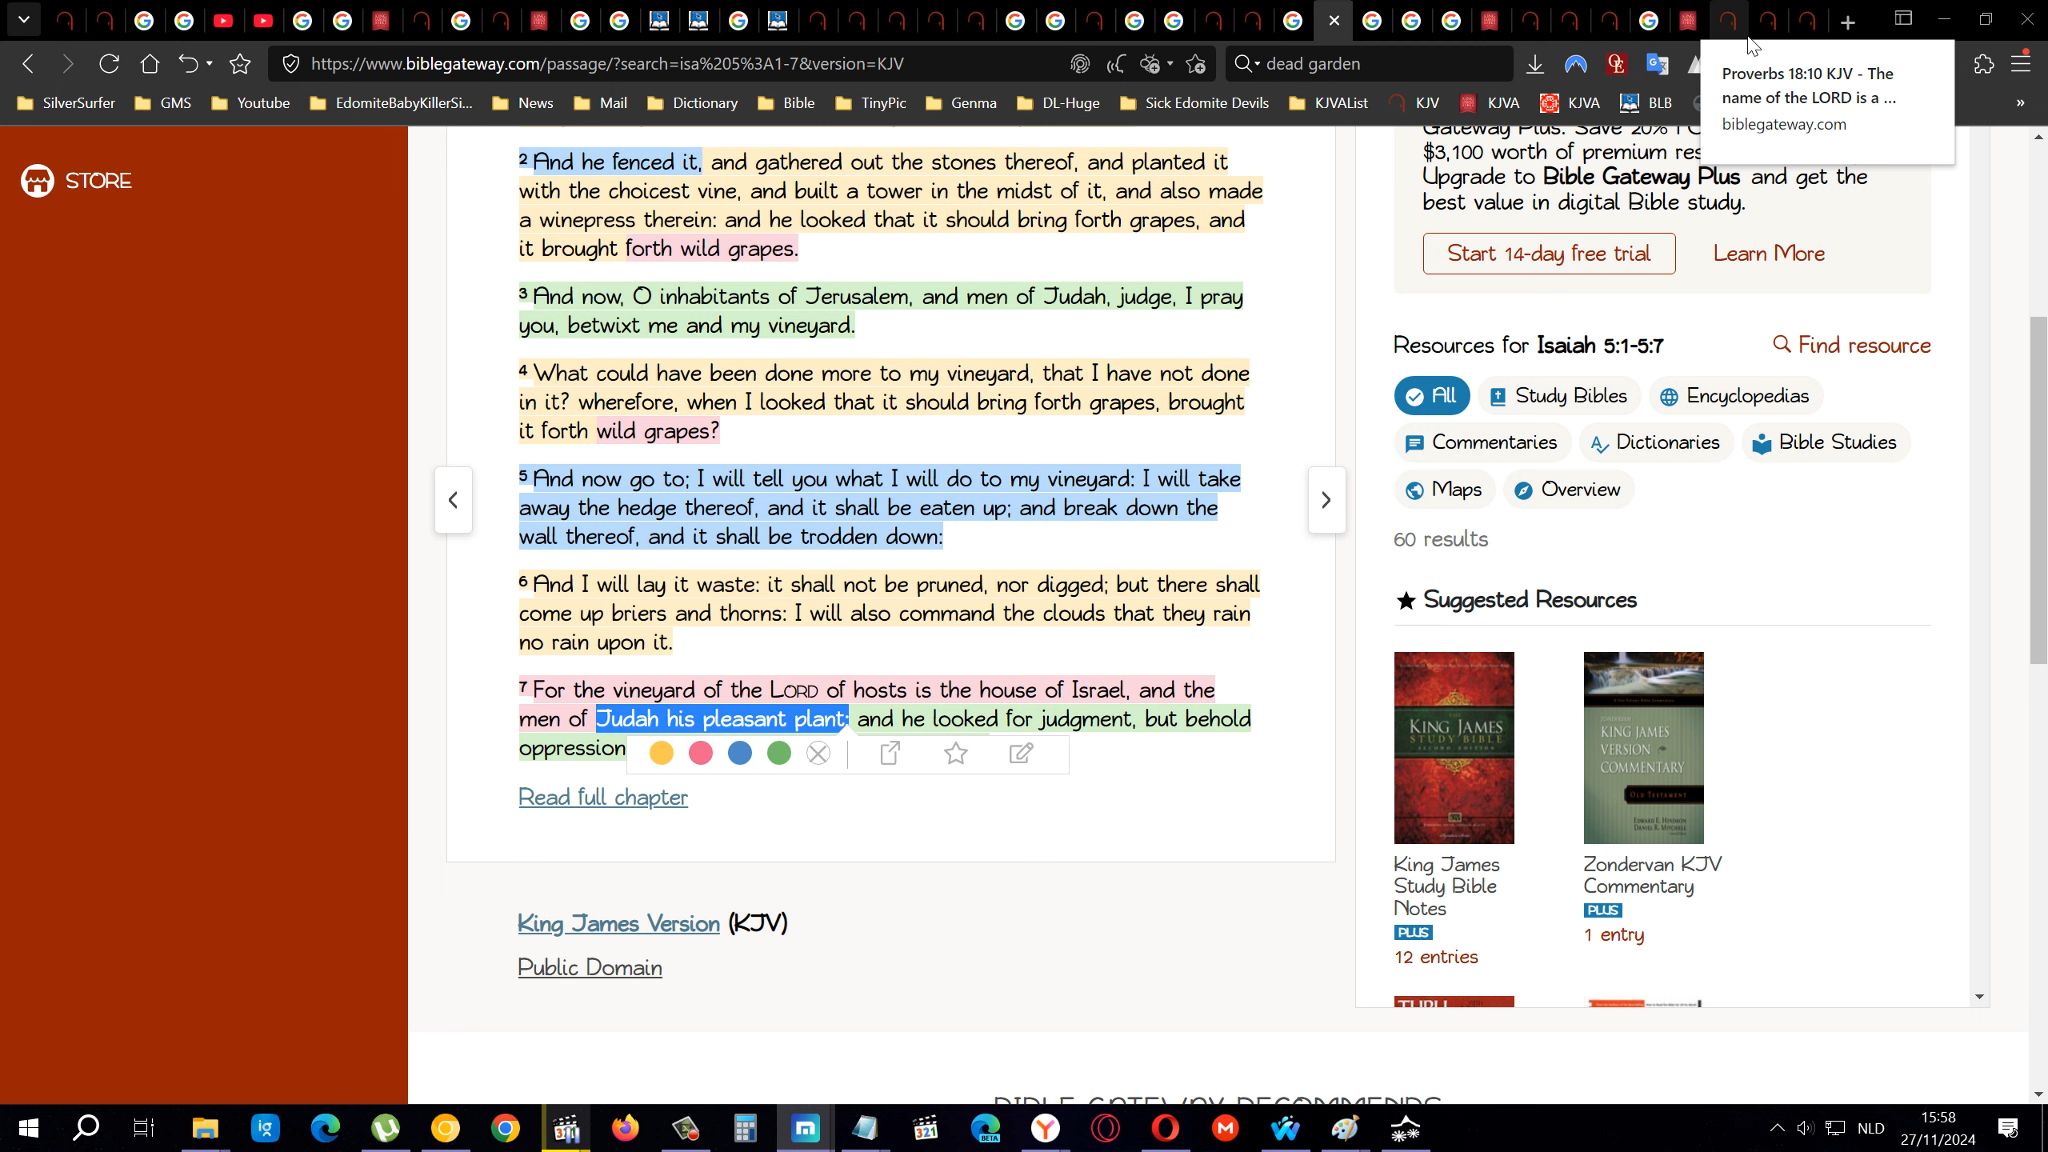 https://www.biblegateway.com/passage/?search=isa%205%3A1-7&version=KJV
dead garden
SilverSurfer
GMS
Youtube
EdomiteBabyKillerSi...
News
Mail
Dictionary
Bible
TinyPic
Genma
DL-Huge
Sick Edomite Devils
KJVAList
KJV
KJVA
KJVA
BLB
»
Proverbs 18:10 KJV - The
name of the LORD is a ...
biblegateway.com
STORE
2 And he fenced it, and gathered out the stones thereof, and planted it
with the choicest vine, and built a tower in the midst of it, and also made
a winepress therein: and he looked that it should bring forth grapes, and
it brought forth wild grapes.
3 And now, O inhabitants of Jerusalem, and men of Judah, judge, I pray
you, betwixt me and my vineyard.
4 What could have been done more to my vineyard, that I have not done
in it? wherefore, when I looked that it should bring forth grapes, brought
it forth wild grapes?
5 And now go to; I will tell you what I will do to my vineyard: I will take
away the hedge thereof, and it shall be eaten up; and break down the
wall thereof, and it shall be trodden down:
6 And I will lay it waste: it shall not be pruned, nor digged; but there shall
come up briers and thorns: I will also command the clouds that they rain
no rain upon it.
7 For the vineyard of the LORD of hosts is the house of Israel, and the
men of Judah his pleasant plant: and he looked for judgment, but behold
oppression
Read full chapter
King James Version (KJV)
Public Domain
Gateway Plus. Save 20%
$3,100 worth of premium res
Upgrade to Bible Gateway Plus and get the
best value in digital Bible study.
Start 14-day free trial
Learn More
Resources for Isaiah 5:1-5:7
Find resource
All
Study Bibles
Encyclopedias
Commentaries
Dictionaries
Bible Studies
Maps
Overview
60 results
Suggested Resources
KING JAMES
STUDY BIBLE
SECOND EDITION
KING JAMES
VERSION
COMMENTARY
OLD TESTAMENT
King James
Study Bible
Notes
PLUS
12 entries
Zondervan KJV
Commentary
PLUS
1 entry
THRU
BIBLE GATEWAY RECOMMENDS
NLD
15:58
27/11/2024